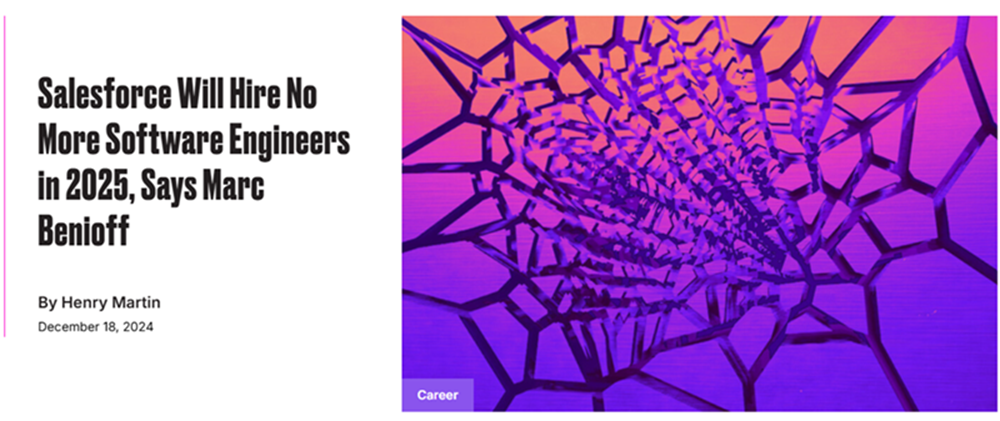 Salesforce Will Hire No
More Software Engineers
in 2025, Says Marc
Benioff
By Henry Martin
December 18, 2024
Career